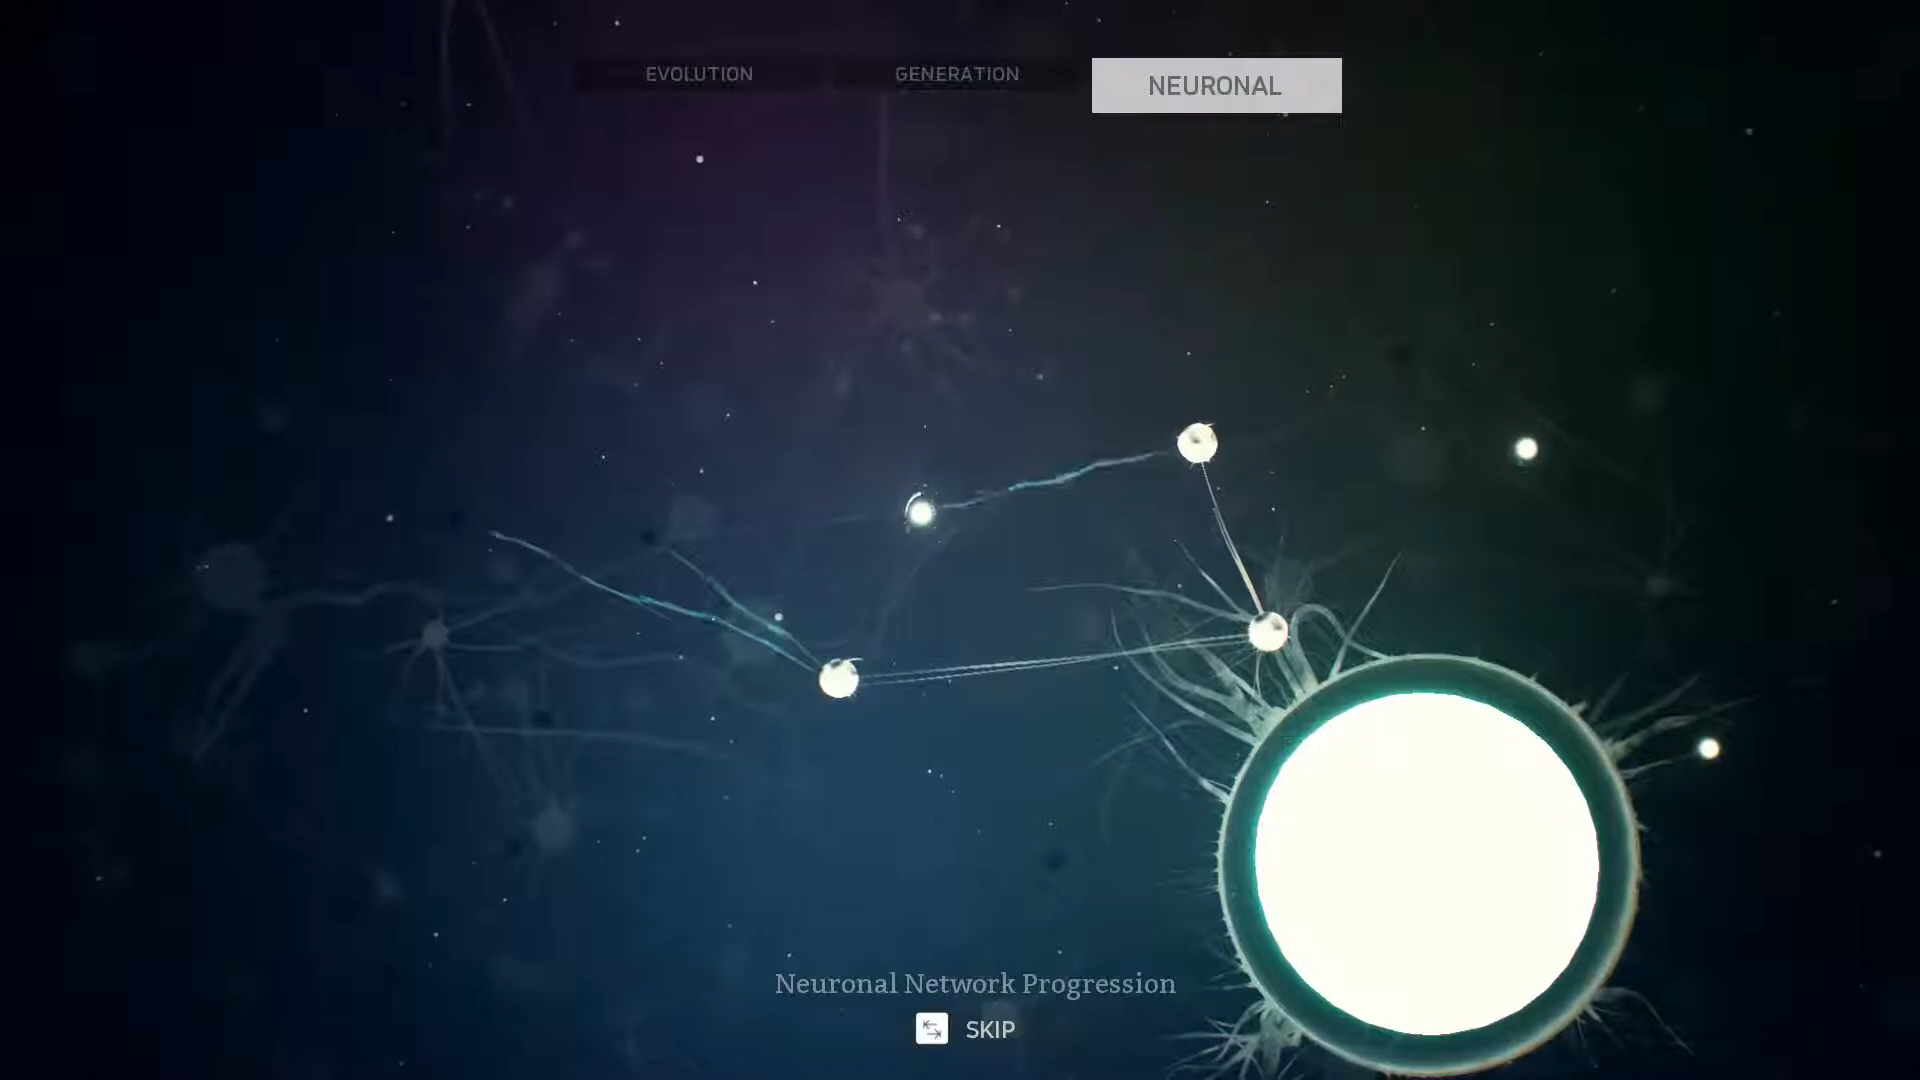 EVOLUTION
GENERATION
NEURONAL
Neuronal Network Progression
SKIP